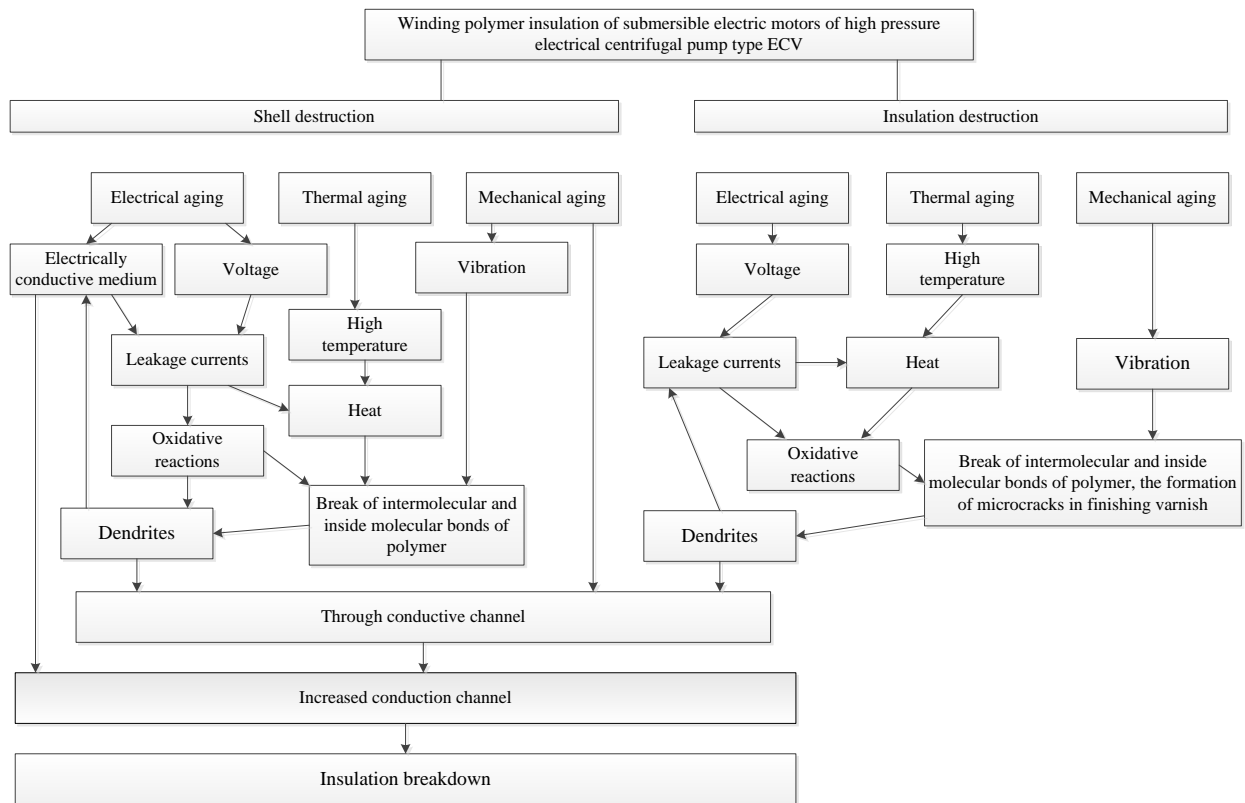 Winding polymer insulation of submersible electric motors of high pressure
electrical centrifugal pump type ECV
Shell destruction
Insulation destruction
Electrical aging
Thermal aging
Mechanical aging
Electrical aging
Thermal aging
Mechanical aging
Electrically
conductive medium
Voltage
Vibration
Voltage
High
temperature
High
temperature
Leakage currents
Leakage currents
Heat
Vibration
Heat
Oxidative
reactions
Oxidative
reactions
Break of intermolecular and inside
molecular bonds of polymer, the formation
of microcracks in finishing varnish
Dendrites
Break of intermolecular and
inside molecular bonds of
polymer
Dendrites
Through conductive channel
Increased conduction channel
Insulation breakdown